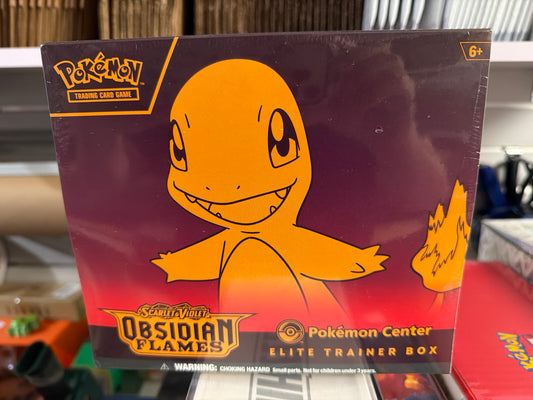 POKéMON
TRADING CARD GAME
6+
SCARLET & VIOLET
OBSIDIAN
FLAMES
Pokémon Center
ELITE TRAINER BOX
WARNING: CHOKING HAZARD Small parts. Not for children under 3 years.